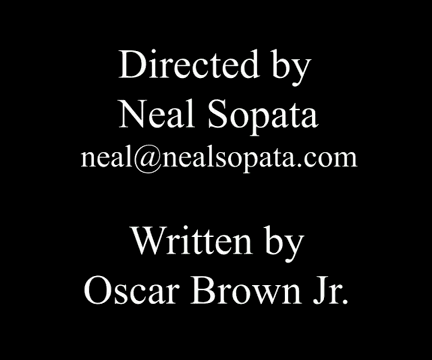 Directed by
Neal Sopata
neal@nealsopata.com
Written by
Oscar Brown Jr.